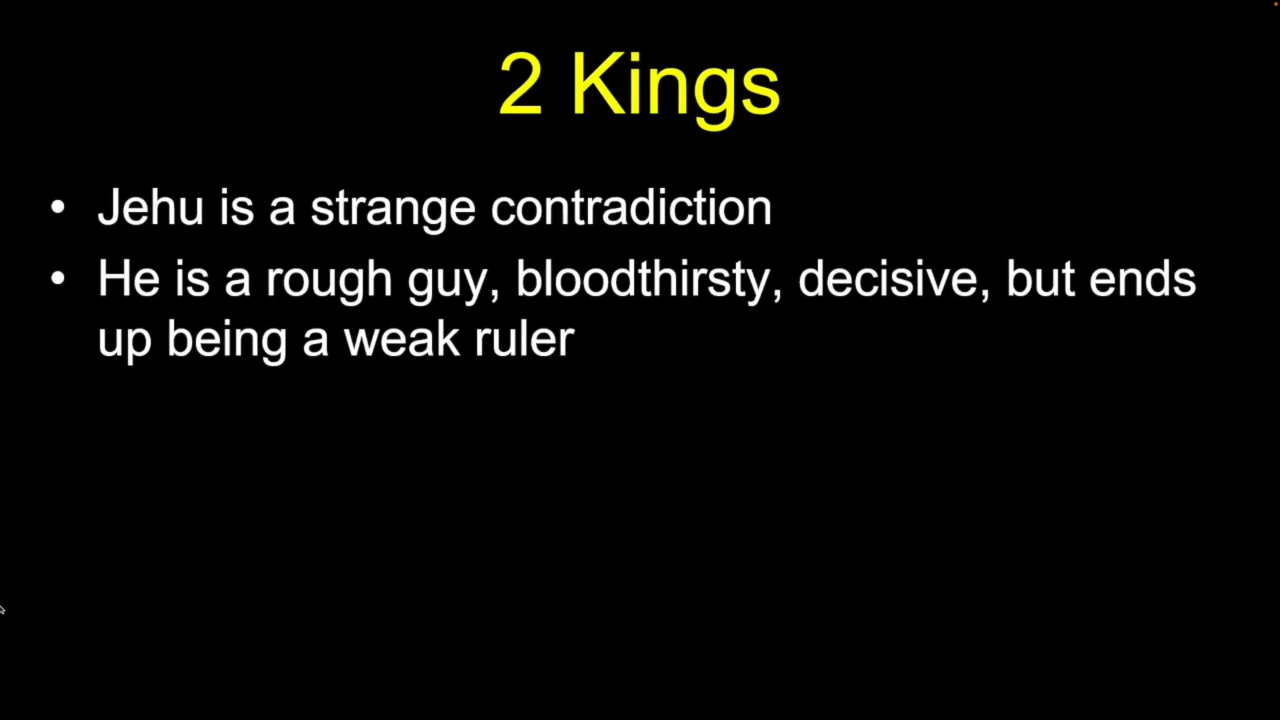 2 Kings
• Jehu is a strange contradiction
• He is a rough guy, bloodthirsty, decisive, but ends
up being a weak ruler